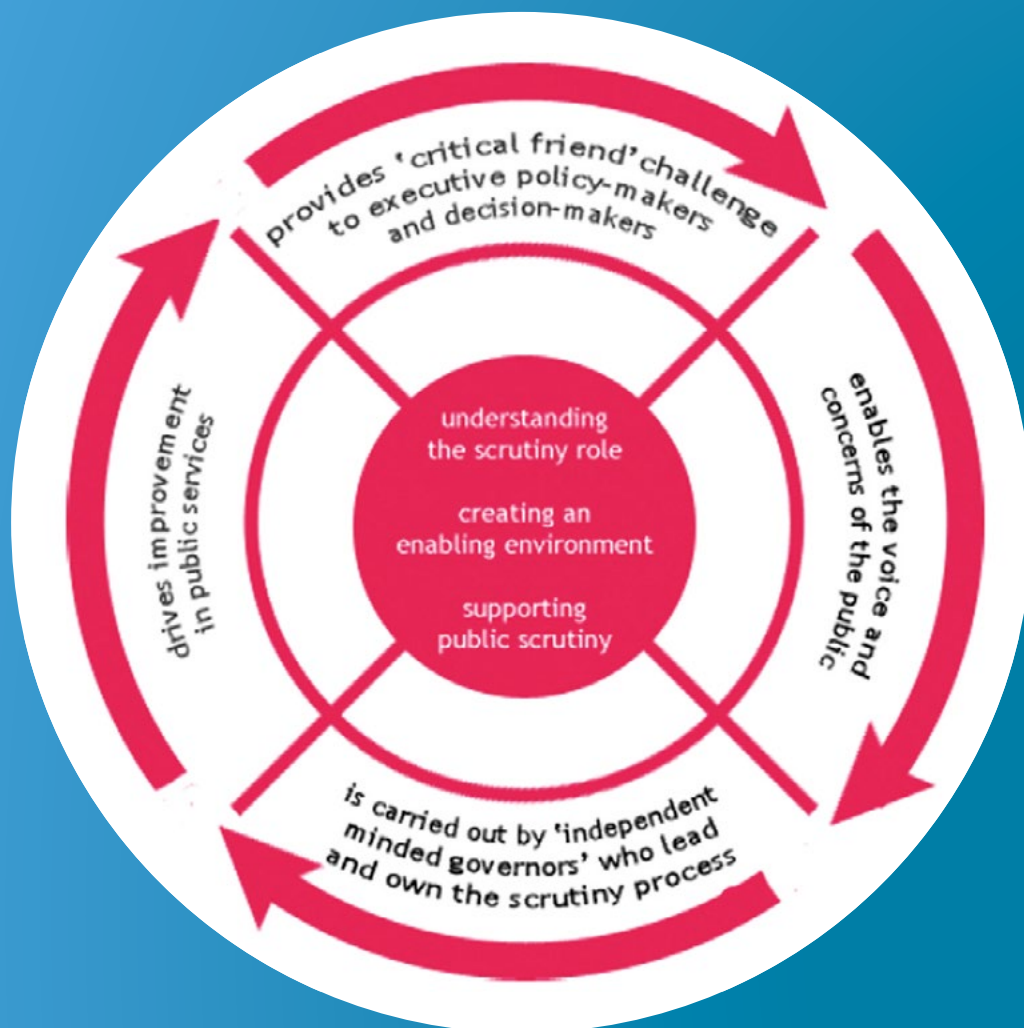 provides 'critical friend' challenge
to executive policy-makers
and decision-makers
enables the voice and
concerns of the public
is carried out by 'independent
minded governors' who lead
and own the scrutiny process
drives improvement
in public services
understanding
the scrutiny role
creating an
enabling environment
supporting
public scrutiny